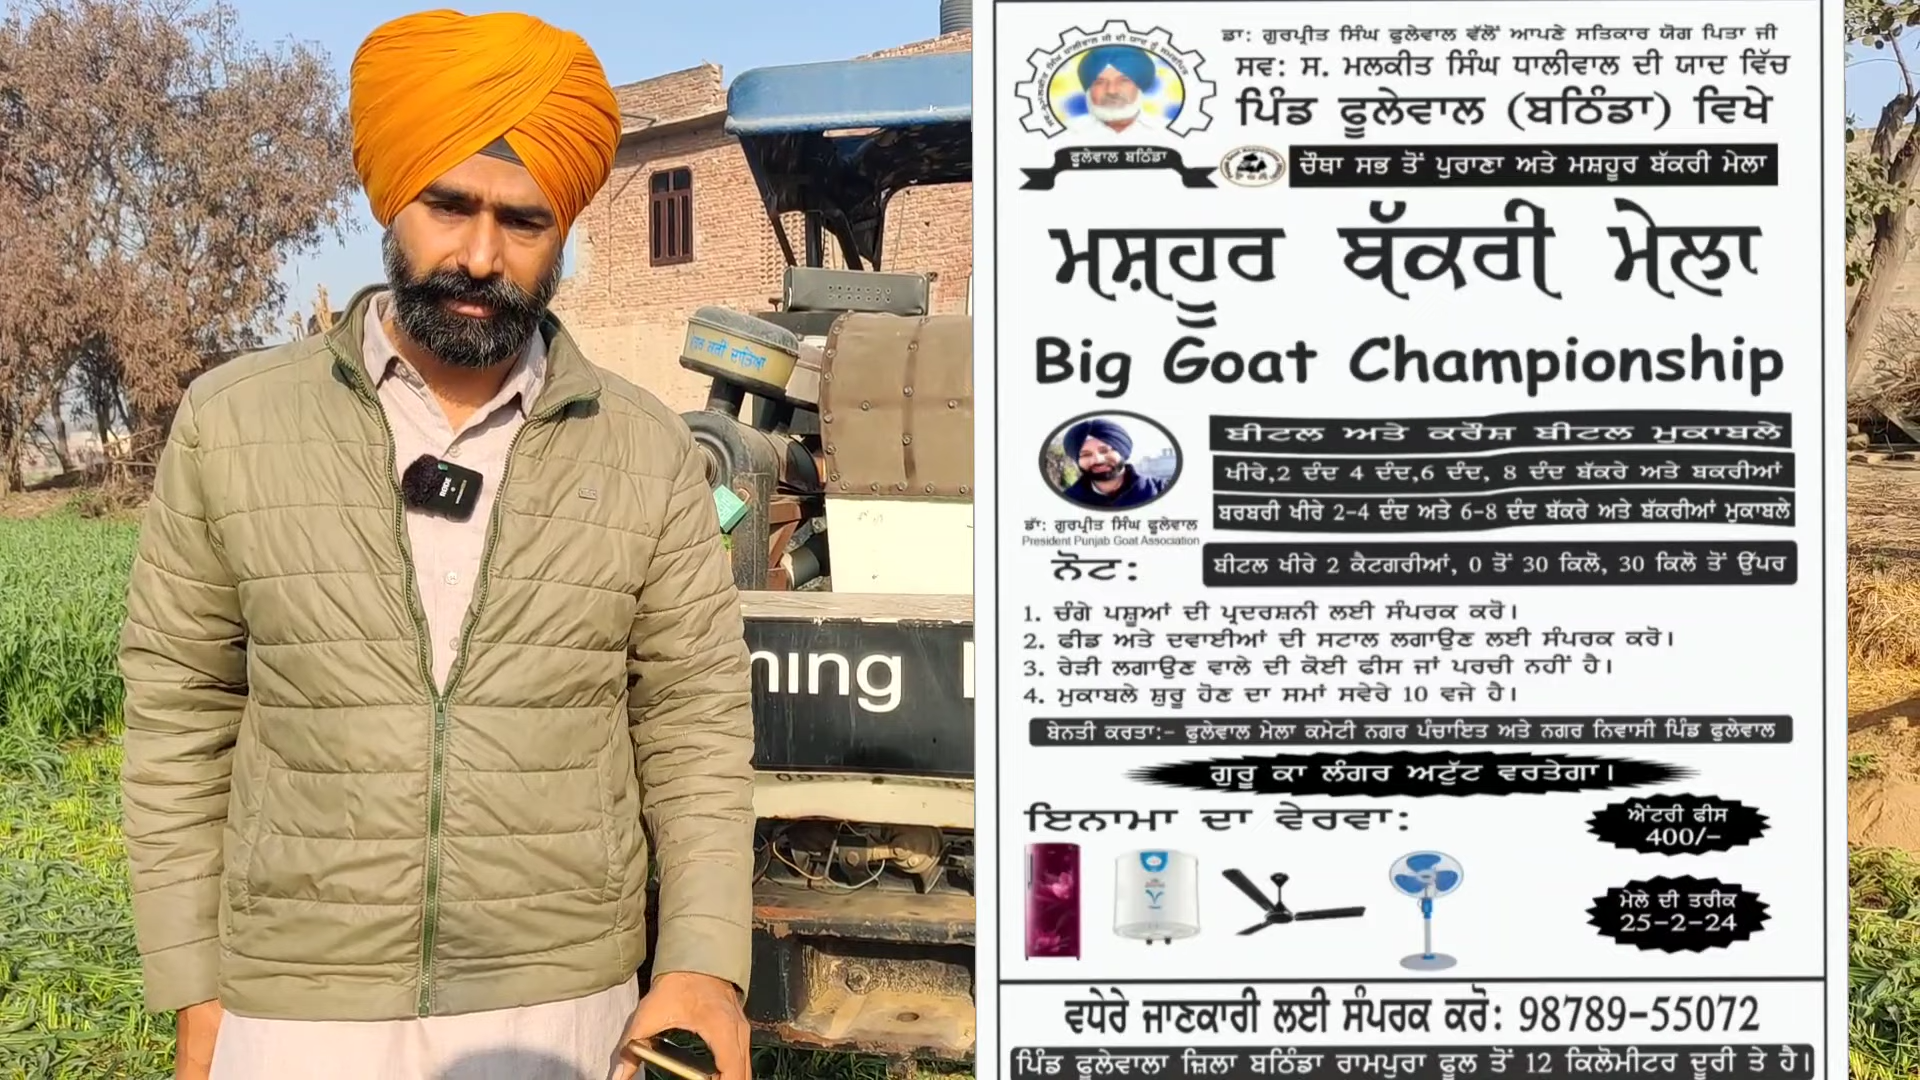 ਡਾ: ਗੁਰਪ੍ਰੀਤ ਸਿੰਘ ਫੁਲੇਵਾਲ ਵੱਲੋਂ ਆਪਣੇ ਸਤਿਕਾਰ ਯੋਗ ਪਿਤਾ ਜੀ
ਸਵ: ਸ. ਮਲਕੀਤ ਸਿੰਘ ਧਾਲੀਵਾਲ ਦੀ ਯਾਦ ਵਿੱਚ
ਪਿੰਡ ਫੂਲੇਵਾਲ (ਬਠਿੰਡਾ) ਵਿਖੇ
ਫੂਲੇਵਾਲ ਬਠਿੰਡਾ
ਚੌਥਾ ਸਭ ਤੋਂ ਪੁਰਾਣਾ ਅਤੇ ਮਸ਼ਹੂਰ ਬੱਕਰੀ ਮੇਲਾ
ਮਸ਼ਹੂਰ ਬੱਕਰੀ ਮੇਲਾ
Big Goat Championship
ਬੀਟਲ ਅਤੇ ਕਰੌਸ਼ ਬੀਟਲ ਮੁਕਾਬਲੇ
ਖੀਰੇ,2 ਦੰਦ 4 ਦੰਦ,6 ਦੰਦ, 8 ਦੰਦ ਬੱਕਰੇ ਅਤੇ ਬਕਰੀਆਂ
ਬਰਬਰੀ ਖੀਰੇ 2-4 ਦੰਦ ਅਤੇ 6-8 ਦੰਦ ਬੱਕਰੇ ਅਤੇ ਬੱਕਰੀਆਂ ਮੁਕਾਬਲੇ
ਡਾ: ਗੁਰਪ੍ਰੀਤ ਸਿੰਘ ਫੂਲੇਵਾਲ
President Punjab Goat Association
ਨੋਟ:
ਬੀਟਲ ਖੀਰੇ 2 ਕੈਟਗਰੀਆਂ, 0 ਤੋਂ 30 ਕਿਲੋ, 30 ਕਿਲੋ ਤੋਂ ਉੱਪਰ
1. ਚੰਗੇ ਪਸ਼ੂਆਂ ਦੀ ਪ੍ਰਦਰਸ਼ਨੀ ਲਈ ਸੰਪਰਕ ਕਰੋ।
2. ਫੀਡ ਅਤੇ ਦਵਾਈਆਂ ਦੀ ਸਟਾਲ ਲਗਾਉਣ ਲਈ ਸੰਪਰਕ ਕਰੋ।
3. ਰੇੜੀ ਲਗਾਉਣ ਵਾਲੇ ਦੀ ਕੋਈ ਫੀਸ ਜਾਂ ਪਰਚੀ ਨਹੀਂ ਹੈ।
4. ਮੁਕਾਬਲੇ ਸ਼ੁਰੂ ਹੋਣ ਦਾ ਸਮਾਂ ਸਵੇਰੇ 10 ਵਜੇ ਹੈ।
ਬੇਨਤੀ ਕਰਤਾ:- ਫੂਲੇਵਾਲ ਮੇਲਾ ਕਮੇਟੀ ਨਗਰ ਪੰਚਾਇਤ ਅਤੇ ਨਗਰ ਨਿਵਾਸੀ ਪਿੰਡ ਫੂਲੇਵਾਲ
ਗੁਰੂ ਕਾ ਲੰਗਰ ਅਟੁੱਟ ਵਰਤੇਗਾ।
ਇਨਾਮਾ ਦਾ ਵੇਰਵਾ:
ਐਂਟਰੀ ਫੀਸ
400/-
ਮੇਲੇ ਦੀ ਤਰੀਕ
25-2-24
ਵਧੇਰੇ ਜਾਣਕਾਰੀ ਲਈ ਸੰਪਰਕ ਕਰੋ: 98789-55072
ਪਿੰਡ ਫੂਲੇਵਾਲਾ ਜ਼ਿਲਾ ਬਠਿੰਡਾ ਰਾਮਪੁਰਾ ਫੂਲ ਤੋਂ 12 ਕਿਲੋਮੀਟਰ ਦੂਰੀ ਤੇ ਹੈ।
RODE